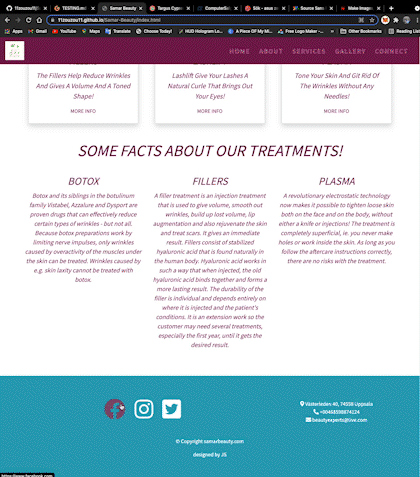 11zouzou11
TESTING.md
Samar Beauty
Targus Cypr
ComputerSa
Sök - asus ze
Source Sans
Make Images
11zouzou11.github.io/Samar-Beauty/index.html
Apps
Gmail
YouTube
Maps
Translate
Choose Today!
HUD Hologram Lo...
A Piece Of My Mi...
Free Logo Maker -...
Other Bookmarks
Reading List
HOME ABOUT SERVICES GALLERY CONNECT
The Fillers Help Reduce Wrinkles
And Gives A Volume And A Toned
Shape!
MORE INFO
Lashlift Give Your Lashes A
Natural Curle That Brings Out
Your Eyes!
MORE INFO
Tone Your Skin And Git Rid Of
The Wrinkles Without Any
Needles!
MORE INFO
SOME FACTS ABOUT OUR TREATMENTS!
BOTOX
Botox and its siblings in the botulinum
family Vistabel, Azzalure and Dysport are
proven drugs that can effectively reduce
certain types of wrinkles - but not all.
Because botox preparations work by
limiting nerve impulses, only wrinkles
caused by overactivity of the muscles under
the skin can be treated. Wrinkles caused by
e.g. skin laxity cannot be treated with
botox.
FILLERS
A filler treatment is an injection treatment
that is used to give volume, smooth out
wrinkles, build up lost volume, lip
augmentation and also rejuvenate the skin
and treat scars. It gives an immediate
result. Fillers consist of stabilized
hyaluronic acid that is found naturally in
the human body. Hyaluronic acid works in
such a way that when injected, the old
hyaluronic acid binds together and forms a
more lasting result. The durability of the
filler is individual and depends entirely on
where it is injected and the patient's
conditions. It is an extension work so the
customer may need several treatments,
especially the first year, until it gets the
desired result.
PLASMA
A revolutionary electrostatic technology
now makes it possible to tighten loose skin
both on the face and on the body, without
either a knife or injections! The treatment is
completely superficial, ie. you never make
holes or work inside the skin. As long as you
follow the aftercare instructions correctly,
there are no risks with the treatment.
Västerleden 40, 74558 Uppsala
+00468598874124
beautyexpertz@live.com
© Copyright samarbeauty.com
designed by JS
https://www.facebook.com